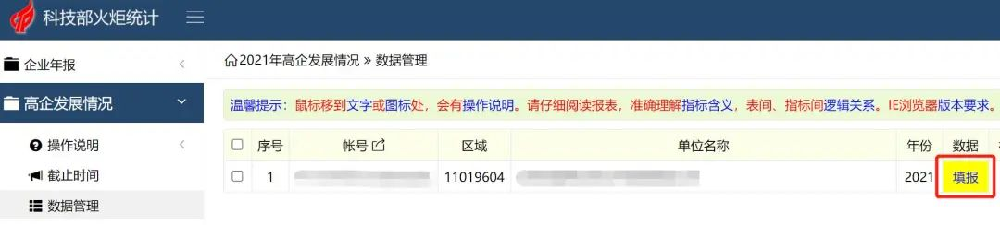 科技部火炬统计
企业年报
2021年高企发展情况 » 数据管理
高企发展情况
温馨提示：鼠标移到文字或图标处，会有操作说明。请仔细阅读报表，准确理解指标含义，表间、指标间逻辑关系。IE浏览器版本要求。
序号 帐号 区域 单位名称 年份 数据
操作说明
截止时间
1 11019604 2021 填报
数据管理